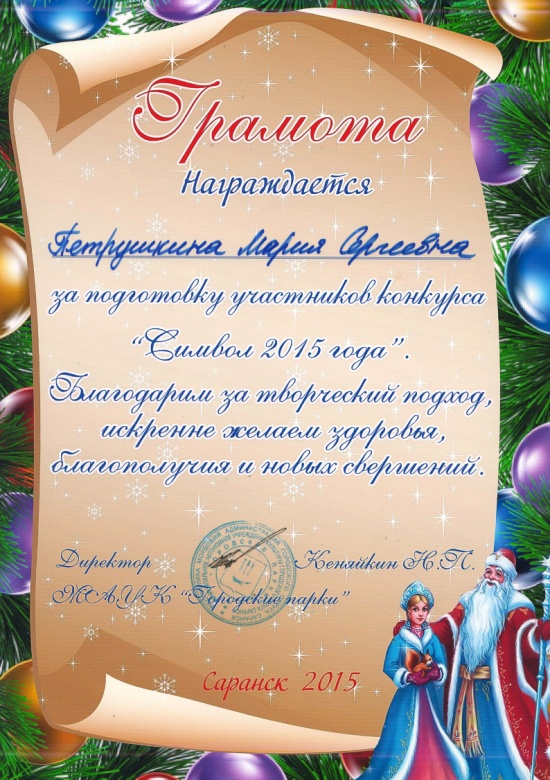 Грамота
Награждается
Петрушкина Мария Сергеевна
за подготовку участников конкурса
“Символ 2015 года”.
Благодарим за творческий подход,
искренне желаем здоровья,
благополучия и новых свершений.
Директор Кеняйкин Н.П.
МАУК “Городские парки”
Саранск 2015